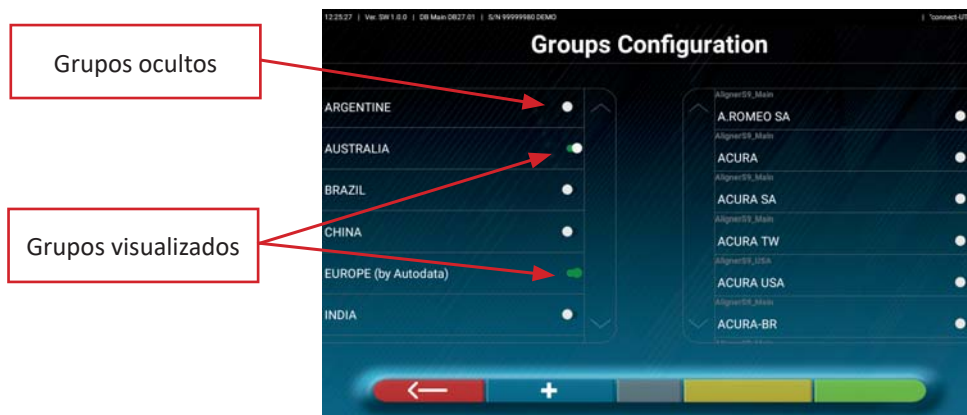 12:25:27 | Ver. SW 1.0.0 | DB Main DB27.01 | S/N 99999980 DEMO | "connect-UT
Groups Configuration
Grupos ocultos
Grupos visualizados
ARGENTINE
AUSTRALIA
BRAZIL
CHINA
EUROPE (by Autodata)
INDIA
AlignerS9_Main
A.ROMEO SA
AlignerS9_Main
ACURA
AlignerS9_Main
ACURA SA
AlignerS9_Main
ACURA TW
AlignerS9_USA
ACURA USA
AlignerS9_Main
ACURA-BR